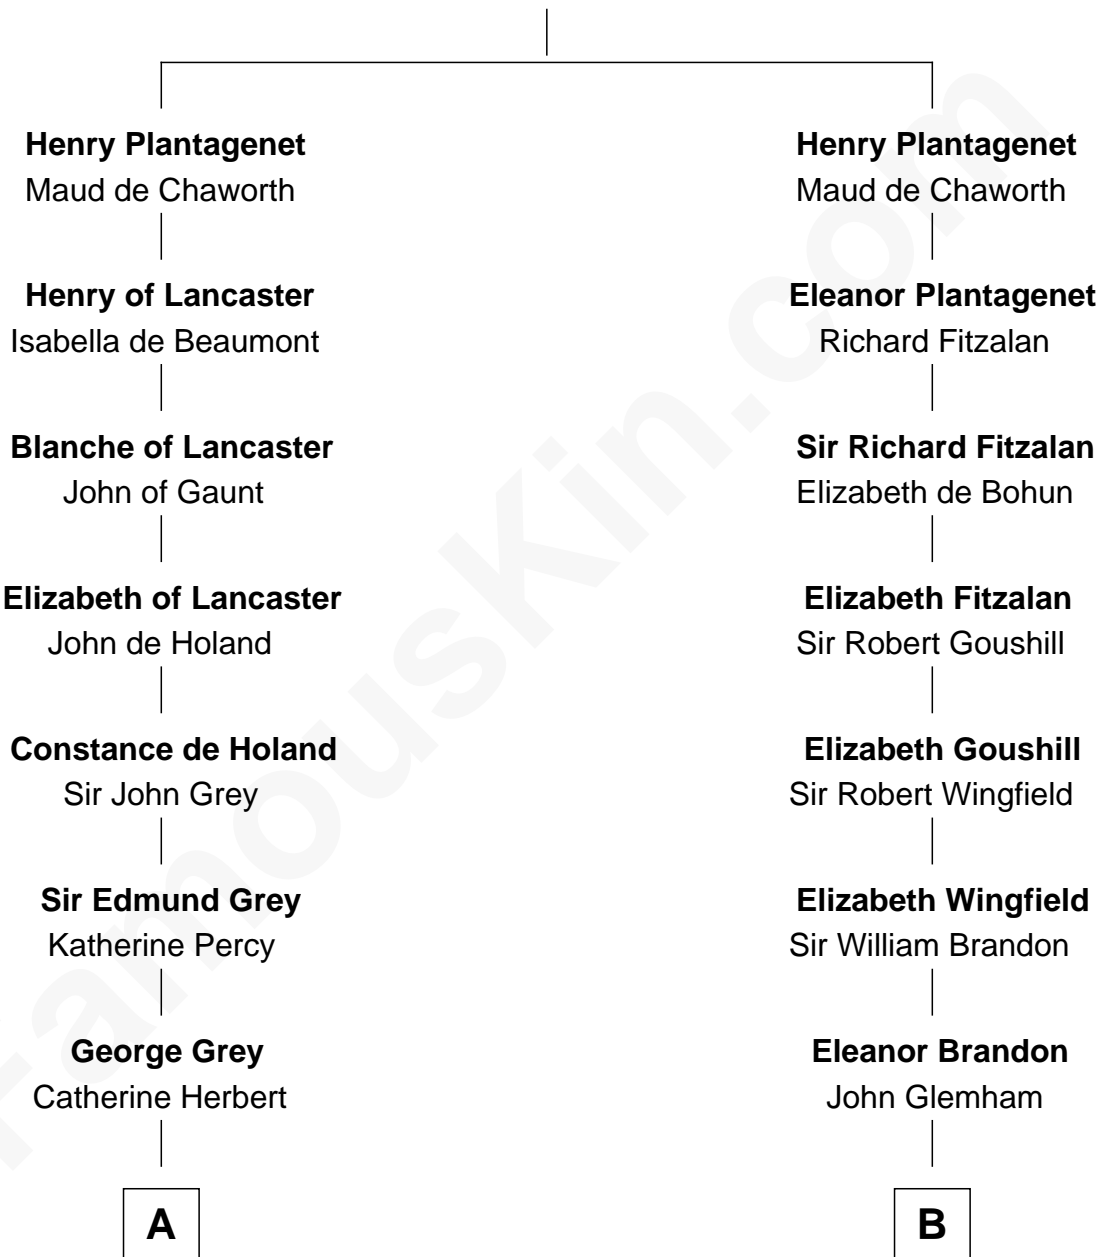 Henry Plantagenet
Maud de Chaworth
Henry of Lancaster
Isabella de Beaumont
Blanche of Lancaster
John of Gaunt
Elizabeth of Lancaster
John de Holand
Constance de Holand
Sir John Grey
Sir Edmund Grey
Katherine Percy
George Grey
Catherine Herbert
A
Henry Plantagenet
Maud de Chaworth
Eleanor Plantagenet
Richard Fitzalan
Sir Richard Fitzalan
Elizabeth de Bohun
Elizabeth Fitzalan
Sir Robert Goushill
Elizabeth Goushill
Sir Robert Wingfield
Elizabeth Wingfield
Sir William Brandon
Eleanor Brandon
John Glemham
B
FamousKin.com